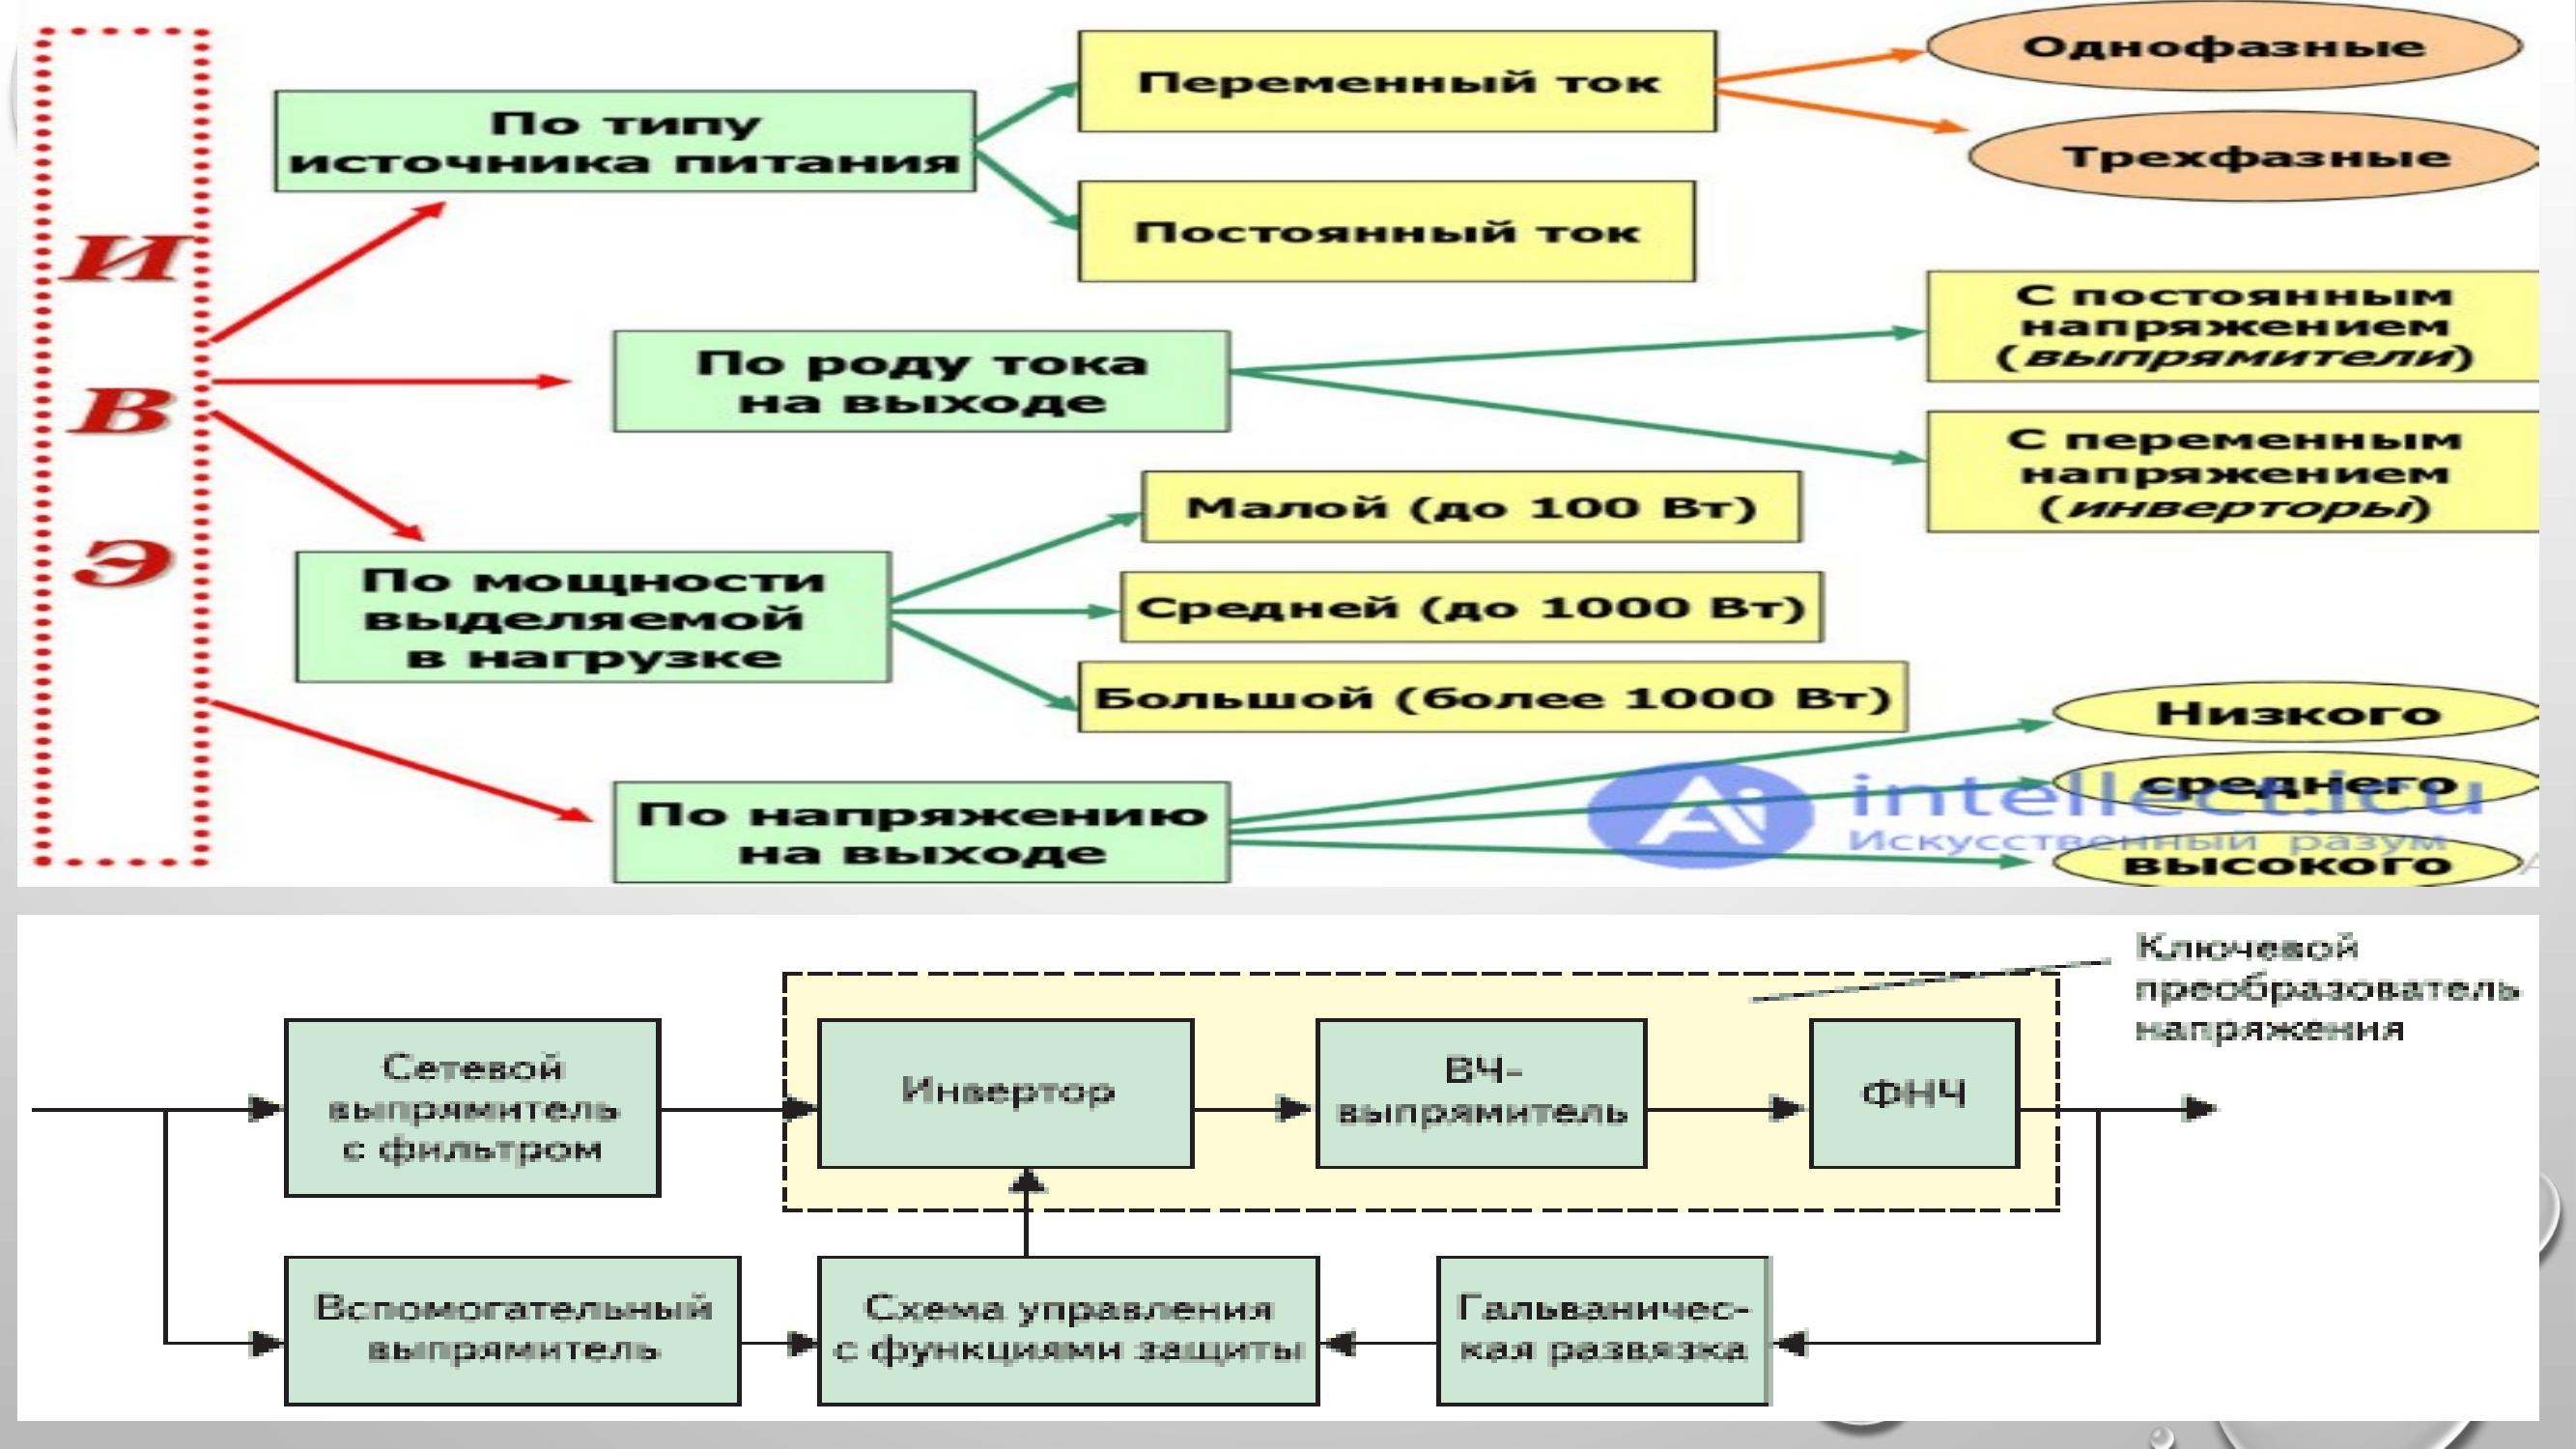 И
В
Э
По типу
источника питания
Переменный ток
Постоянный ток
Однофазные
Трехфазные
По роду тока
на выходе
С постоянным
напряжением
(выпрямители)
С переменным
напряжением
(инверторы)
По мощности
выделяемой
в нагрузке
Малой (до 100 Вт)
Средней (до 1000 Вт)
Большой (более 1000 Вт)
По напряжению
на выходе
Низкого
среднего
высокого
Ai intellect.icu
Искусственный разум
Ключевой
преобразователь
напряжения
Сетевой
выпрямитель
с фильтром
Инвертор
ВЧ-
выпрямитель
ФНЧ
Вспомогательный
выпрямитель
Схема управления
с функциями защиты
Гальваничес-
кая развязка